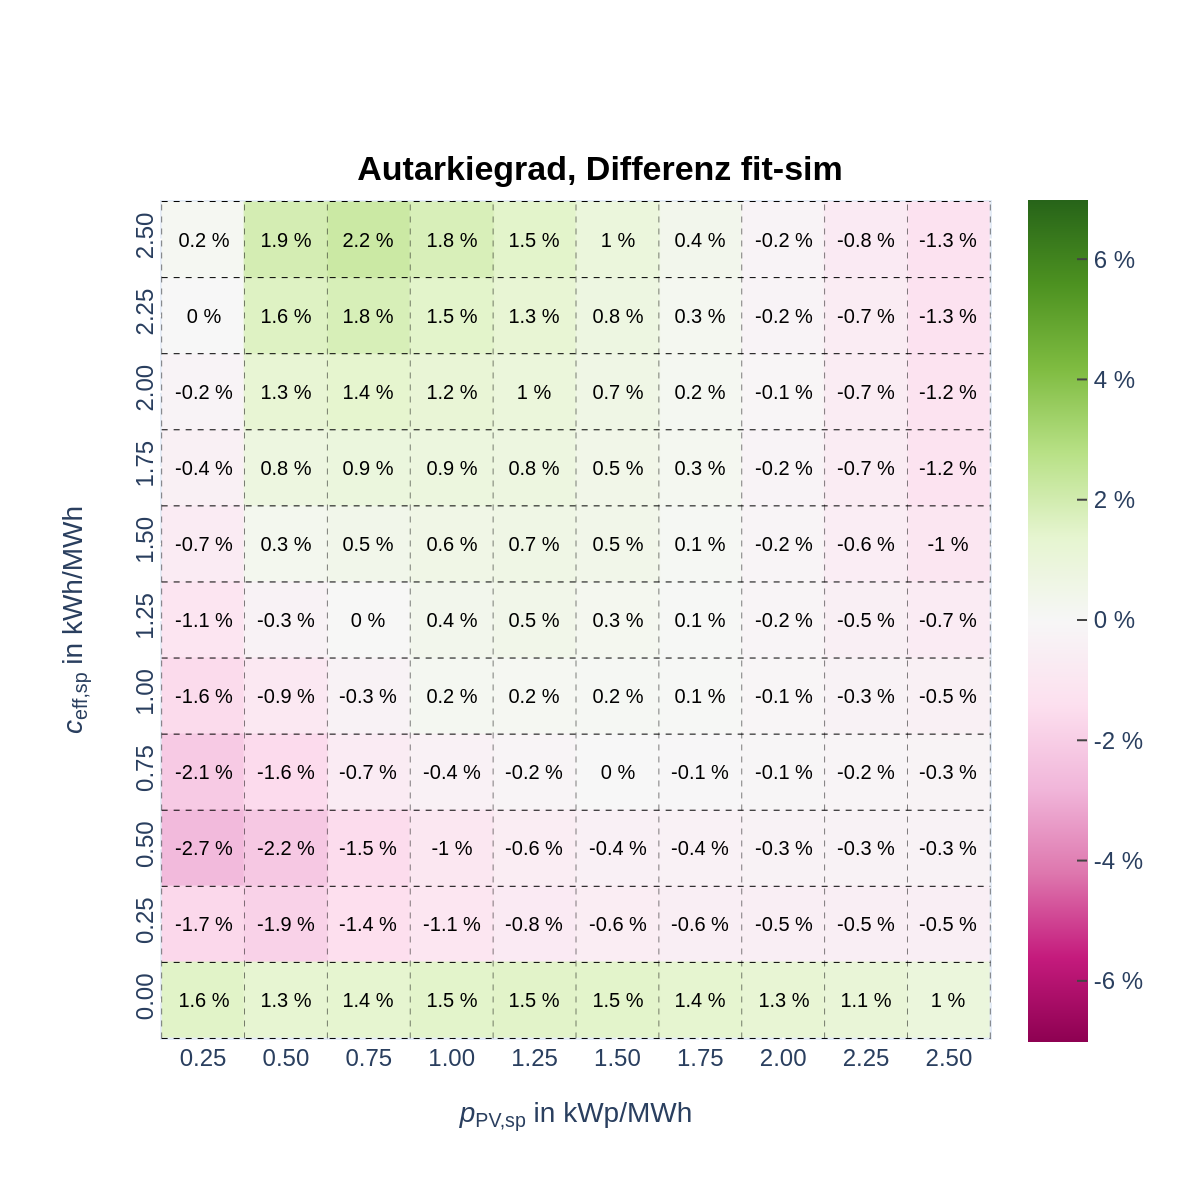 Autarkiegrad, Differenz fit-sim
2.50 0.2 % 1.9 % 2.2 % 1.8 % 1.5 % 1 % 0.4 % -0.2 % -0.8 % -1.3 %
2.25 0 % 1.6 % 1.8 % 1.5 % 1.3 % 0.8 % 0.3 % -0.2 % -0.7 % -1.3 %
2.00 -0.2 % 1.3 % 1.4 % 1.2 % 1 % 0.7 % 0.2 % -0.1 % -0.7 % -1.2 %
1.75 -0.4 % 0.8 % 0.9 % 0.9 % 0.8 % 0.5 % 0.3 % -0.2 % -0.7 % -1.2 %
1.50 -0.7 % 0.3 % 0.5 % 0.6 % 0.7 % 0.5 % 0.1 % -0.2 % -0.6 % -1 %
1.25 -1.1 % -0.3 % 0 % 0.4 % 0.5 % 0.3 % 0.1 % -0.2 % -0.5 % -0.7 %
1.00 -1.6 % -0.9 % -0.3 % 0.2 % 0.2 % 0.2 % 0.1 % -0.1 % -0.3 % -0.5 %
0.75 -2.1 % -1.6 % -0.7 % -0.4 % -0.2 % 0 % -0.1 % -0.1 % -0.2 % -0.3 %
0.50 -2.7 % -2.2 % -1.5 % -1 % -0.6 % -0.4 % -0.4 % -0.3 % -0.3 % -0.3 %
0.25 -1.7 % -1.9 % -1.4 % -1.1 % -0.8 % -0.6 % -0.6 % -0.5 % -0.5 % -0.5 %
0.00 1.6 % 1.3 % 1.4 % 1.5 % 1.5 % 1.5 % 1.4 % 1.3 % 1.1 % 1 %
0.25 0.50 0.75 1.00 1.25 1.50 1.75 2.00 2.25 2.50
pPV,sp in kWp/MWh
ceff,sp in kWh/MWh
6 %
4 %
2 %
0 %
-2 %
-4 %
-6 %